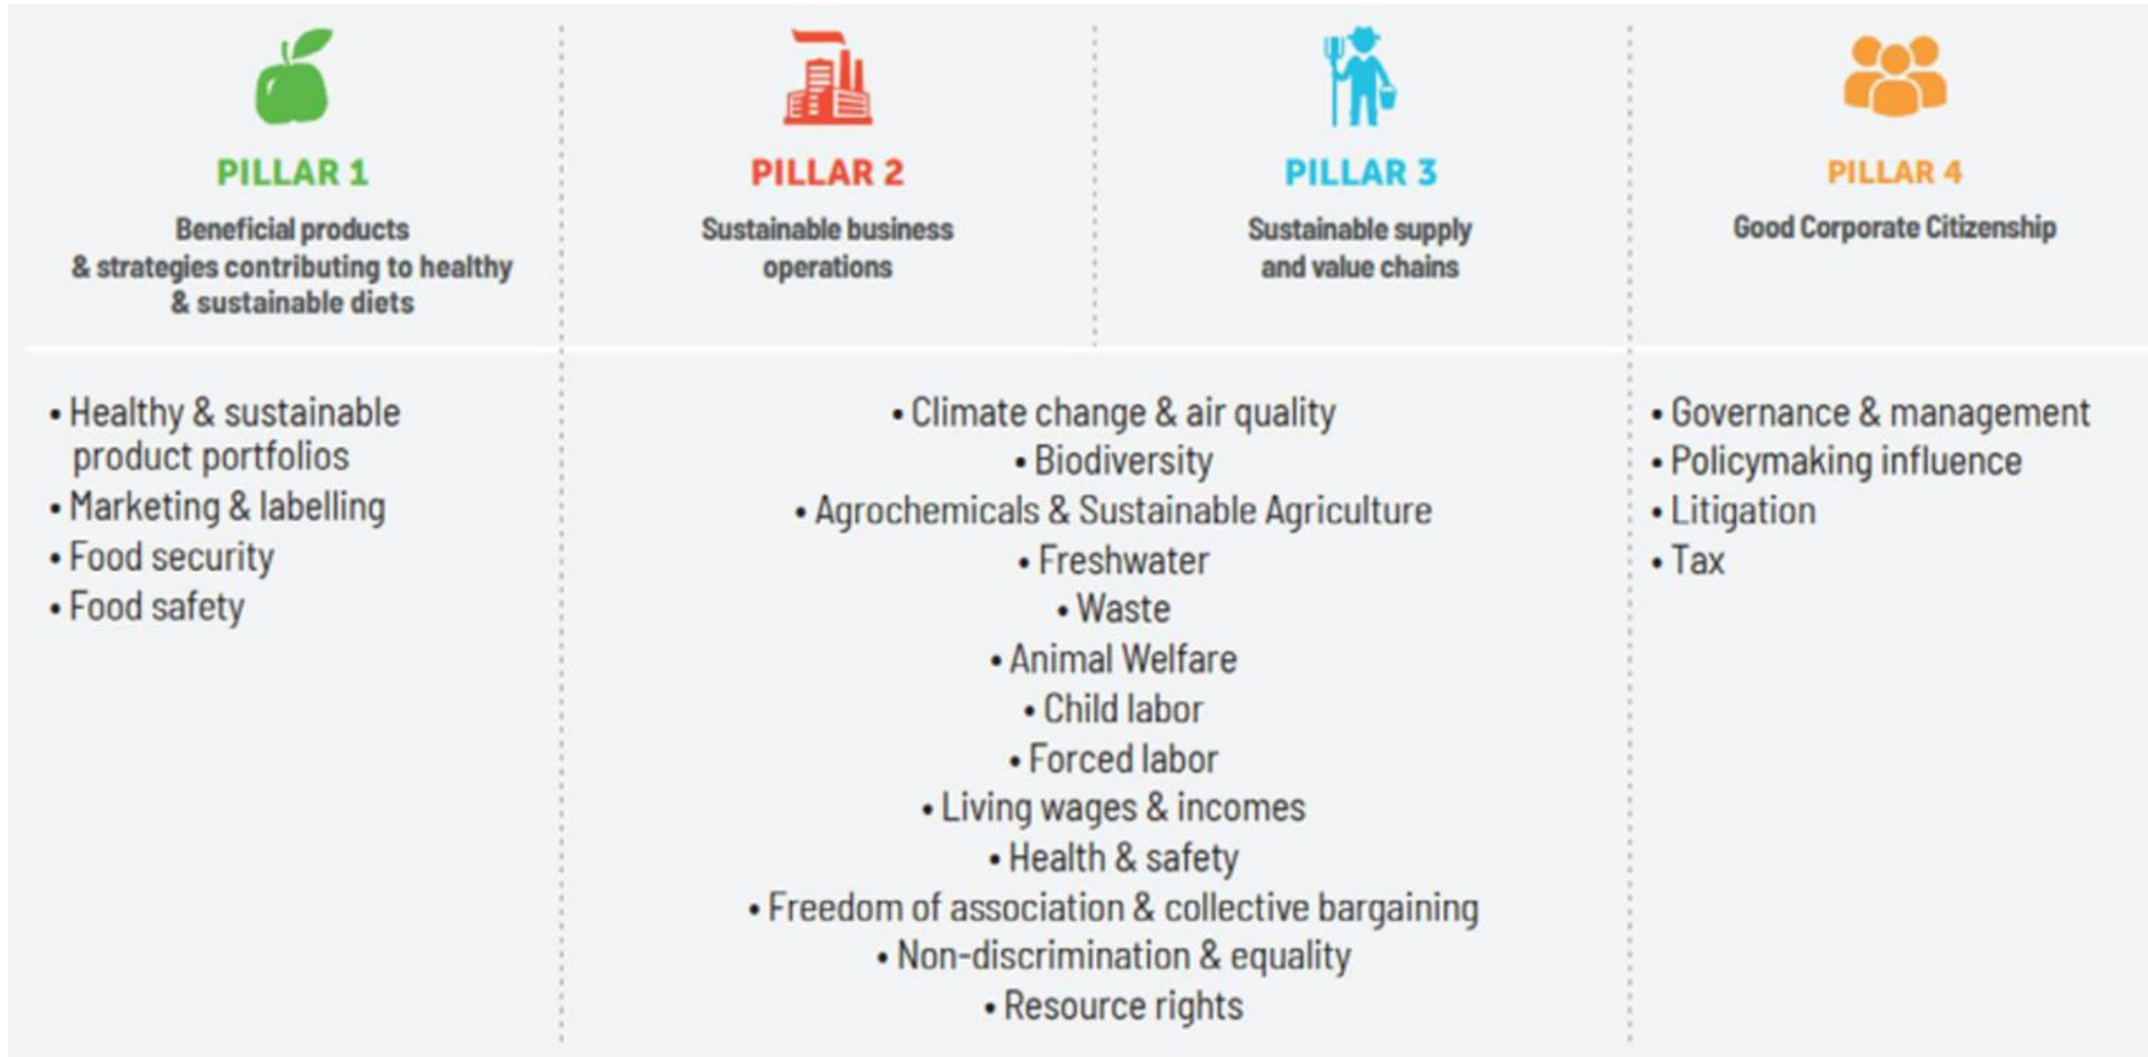 PILLAR 1
Beneficial products
& strategies contributing to healthy
& sustainable diets
PILLAR 2
Sustainable business
operations
PILLAR 3
Sustainable supply
and value chains
PILLAR 4
Good Corporate Citizenship
• Healthy & sustainable
product portfolios
• Marketing & labelling
• Food security
• Food safety
• Climate change & air quality
• Biodiversity
• Agrochemicals & Sustainable Agriculture
• Freshwater
• Waste
• Animal Welfare
• Child labor
• Forced labor
• Living wages & incomes
• Health & safety
• Freedom of association & collective bargaining
• Non-discrimination & equality
• Resource rights
• Governance & management
• Policymaking influence
• Litigation
• Tax